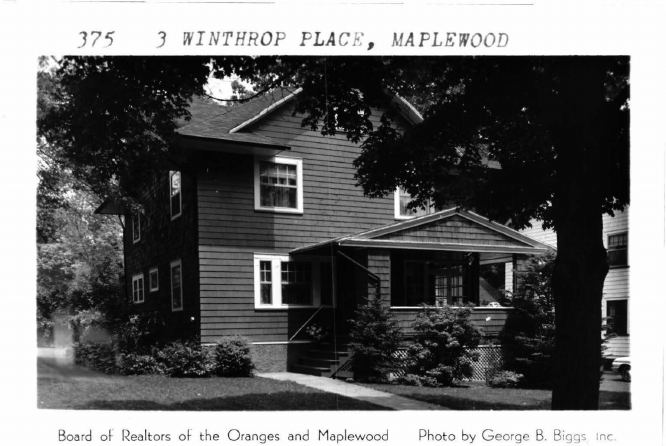 375 3 WINTHROP PLACE, MAPLEWOOD
Board of Realtors of the Oranges and Maplewood Photo by George B. Biggs, Inc.